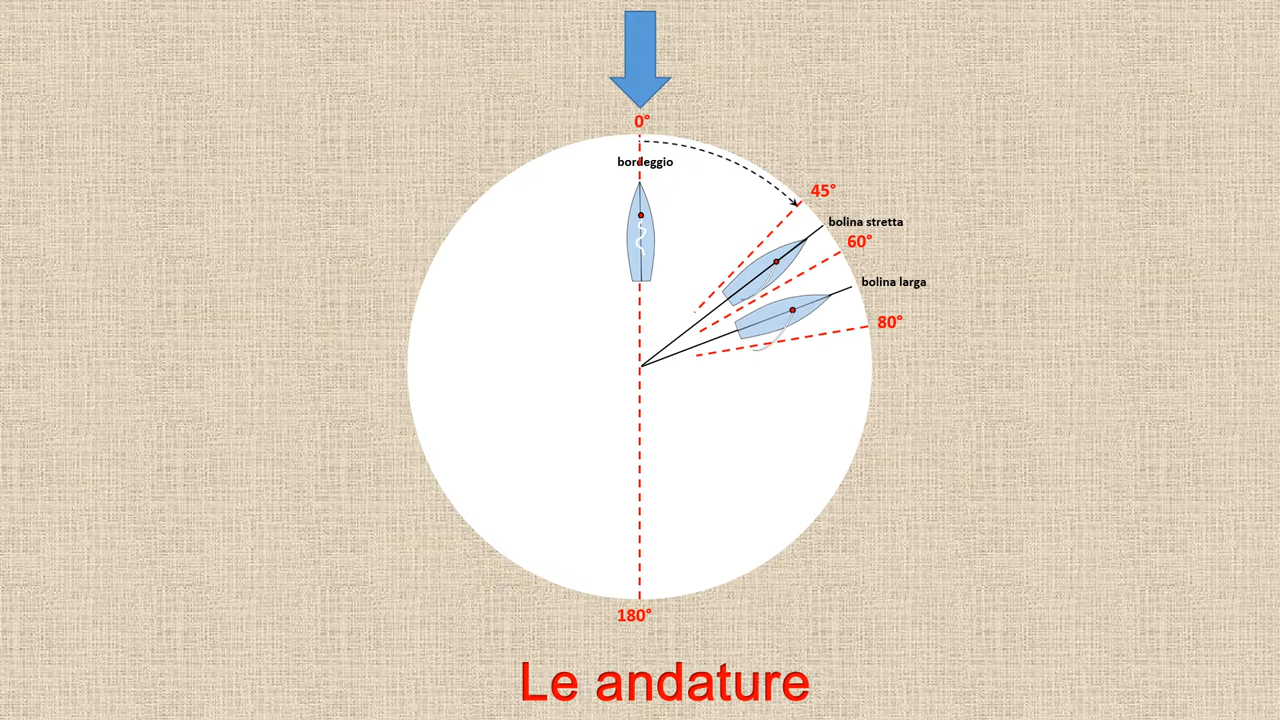 0°
bordeggio
45°
bolina stretta
60°
bolina larga
80°
180°
Le andature